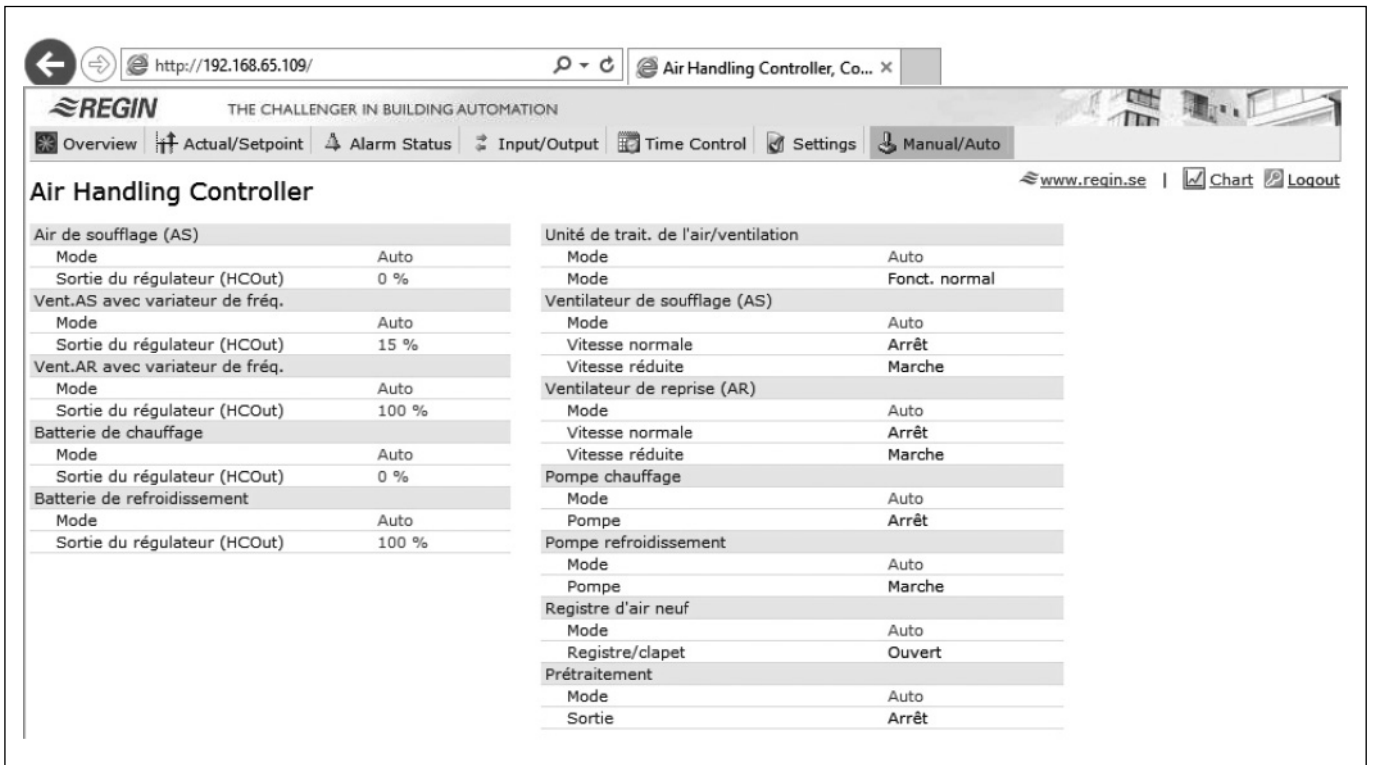 http://192.168.65.109/
Air Handling Controller, Co...
REGIN THE CHALLENGER IN BUILDING AUTOMATION
Overview Actual/Setpoint Alarm Status Input/Output Time Control Settings Manual/Auto
www.regin.se | Chart Logout
Air Handling Controller
Air de soufflage (AS)
Mode Auto
Sortie du régulateur (HCOut) 0 %
Vent.AS avec variateur de fréq.
Mode Auto
Sortie du régulateur (HCOut) 15 %
Vent.AR avec variateur de fréq.
Mode Auto
Sortie du régulateur (HCOut) 100 %
Batterie de chauffage
Mode Auto
Sortie du régulateur (HCOut) 0 %
Batterie de refroidissement
Mode Auto
Sortie du régulateur (HCOut) 100 %
Unité de trait. de l'air/ventilation
Mode Auto
Mode Fonct. normal
Ventilateur de soufflage (AS)
Mode Auto
Vitesse normale Arrêt
Vitesse réduite Marche
Ventilateur de reprise (AR)
Mode Auto
Vitesse normale Arrêt
Vitesse réduite Marche
Pompe chauffage
Mode Auto
Pompe Arrêt
Pompe refroidissement
Mode Auto
Pompe Marche
Registre d'air neuf
Mode Auto
Registre/clapet Ouvert
Prétraitement
Mode Auto
Sortie Arrêt